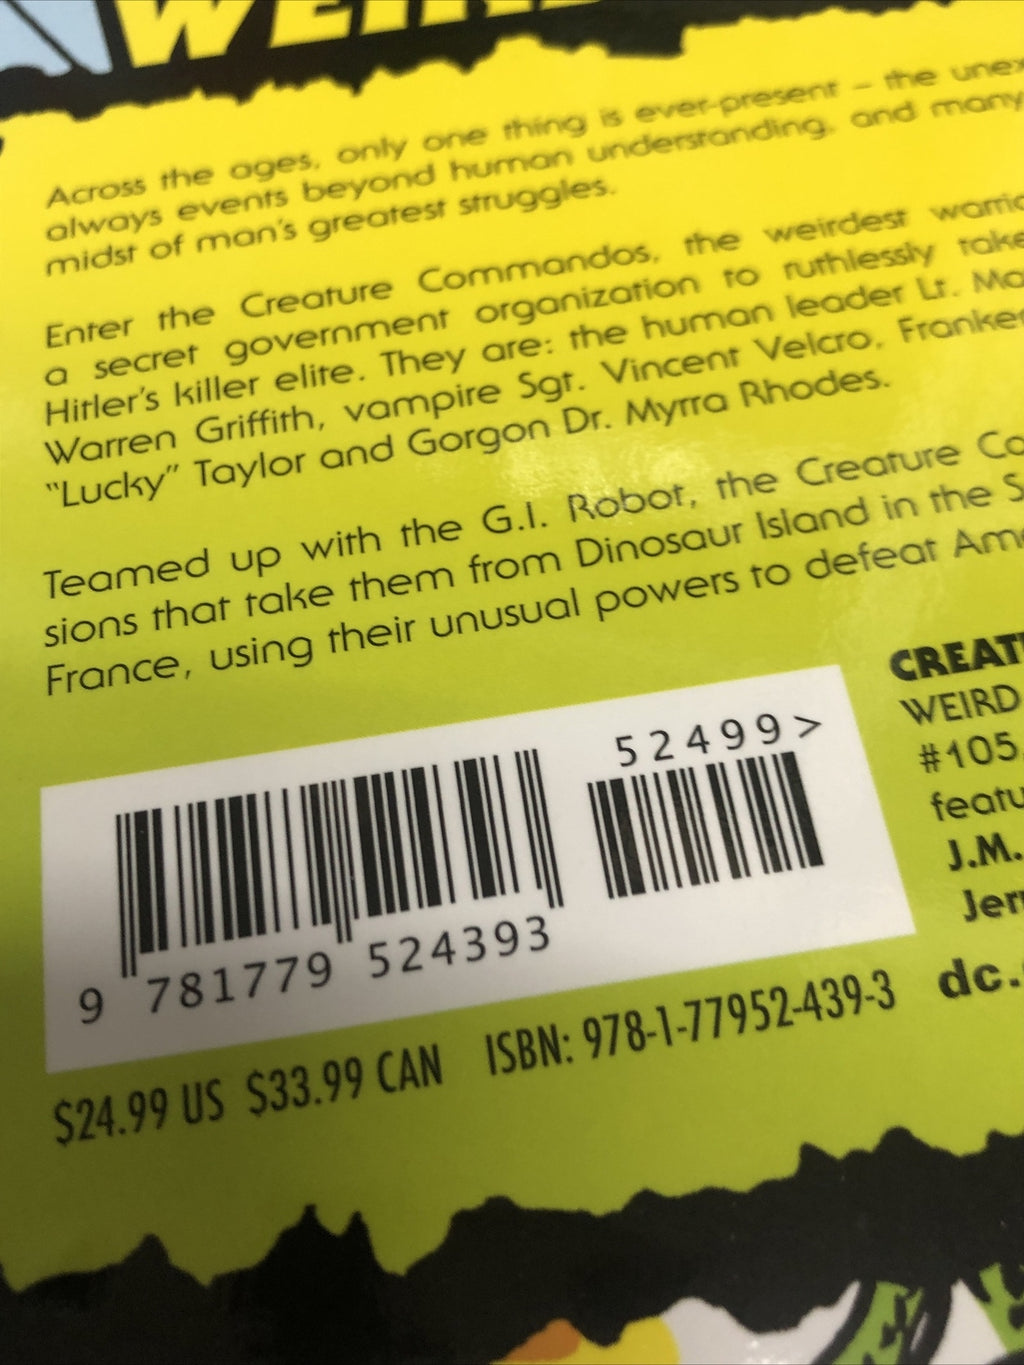 WEIRD
Across the ages, only one thing is ever-present – the unex
always events beyond human understanding, and many
midst of man's greatest struggles.
Enter the Creature Commandos, the weirdest warrio
a secret government organization to ruthlessly take
Hitler's killer elite. They are: the human leader Lt. Ma
Warren Griffith, vampire Sgt. Vincent Velcro, Franken
"Lucky" Taylor and Gorgon Dr. Myrra Rhodes.
Teamed up with the G.I. Robot, the Creature Co
sions that take them from Dinosaur Island in the S
France, using their unusual powers to defeat Ame
CREAT
WEIRD
#105,
featu
J.M.
Jerr
dc.
52499>
9 781779 524393
$24.99 US $33.99 CAN ISBN: 978-1-77952-439-3